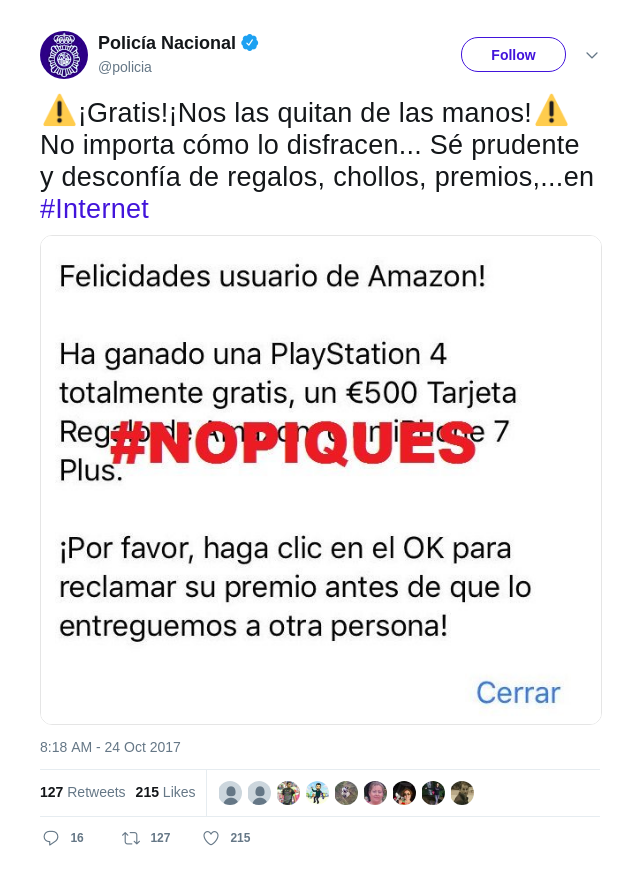 Policía Nacional
@policia
Follow
⚠️¡Gratis!¡Nos las quitan de las manos!⚠️
No importa cómo lo disfracen... Sé prudente
y desconfía de regalos, chollos, premios,...en
#Internet
Felicidades usuario de Amazon!
Ha ganado una PlayStation 4
totalmente gratis, un €500 Tarjeta
Regalo de Amazon o un iPhone 7
#NOPIQUES
Plus.
¡Por favor, haga clic en el OK para
reclamar su premio antes de que lo
entreguemos a otra persona!
Cerrar
8:18 AM - 24 Oct 2017
127 Retweets 215 Likes
16 127 215